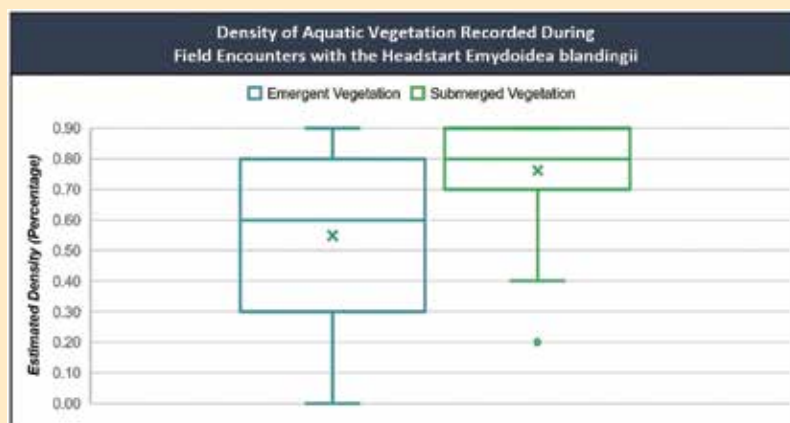 Density of Aquatic Vegetation Recorded During
Field Encounters with the Headstart Emydoidea blandingii
Emergent Vegetation Submerged Vegetation
Estimated Density (Percentage)
0.90
0.80
0.70
0.60
0.50
0.40
0.30
0.20
0.10
0.00